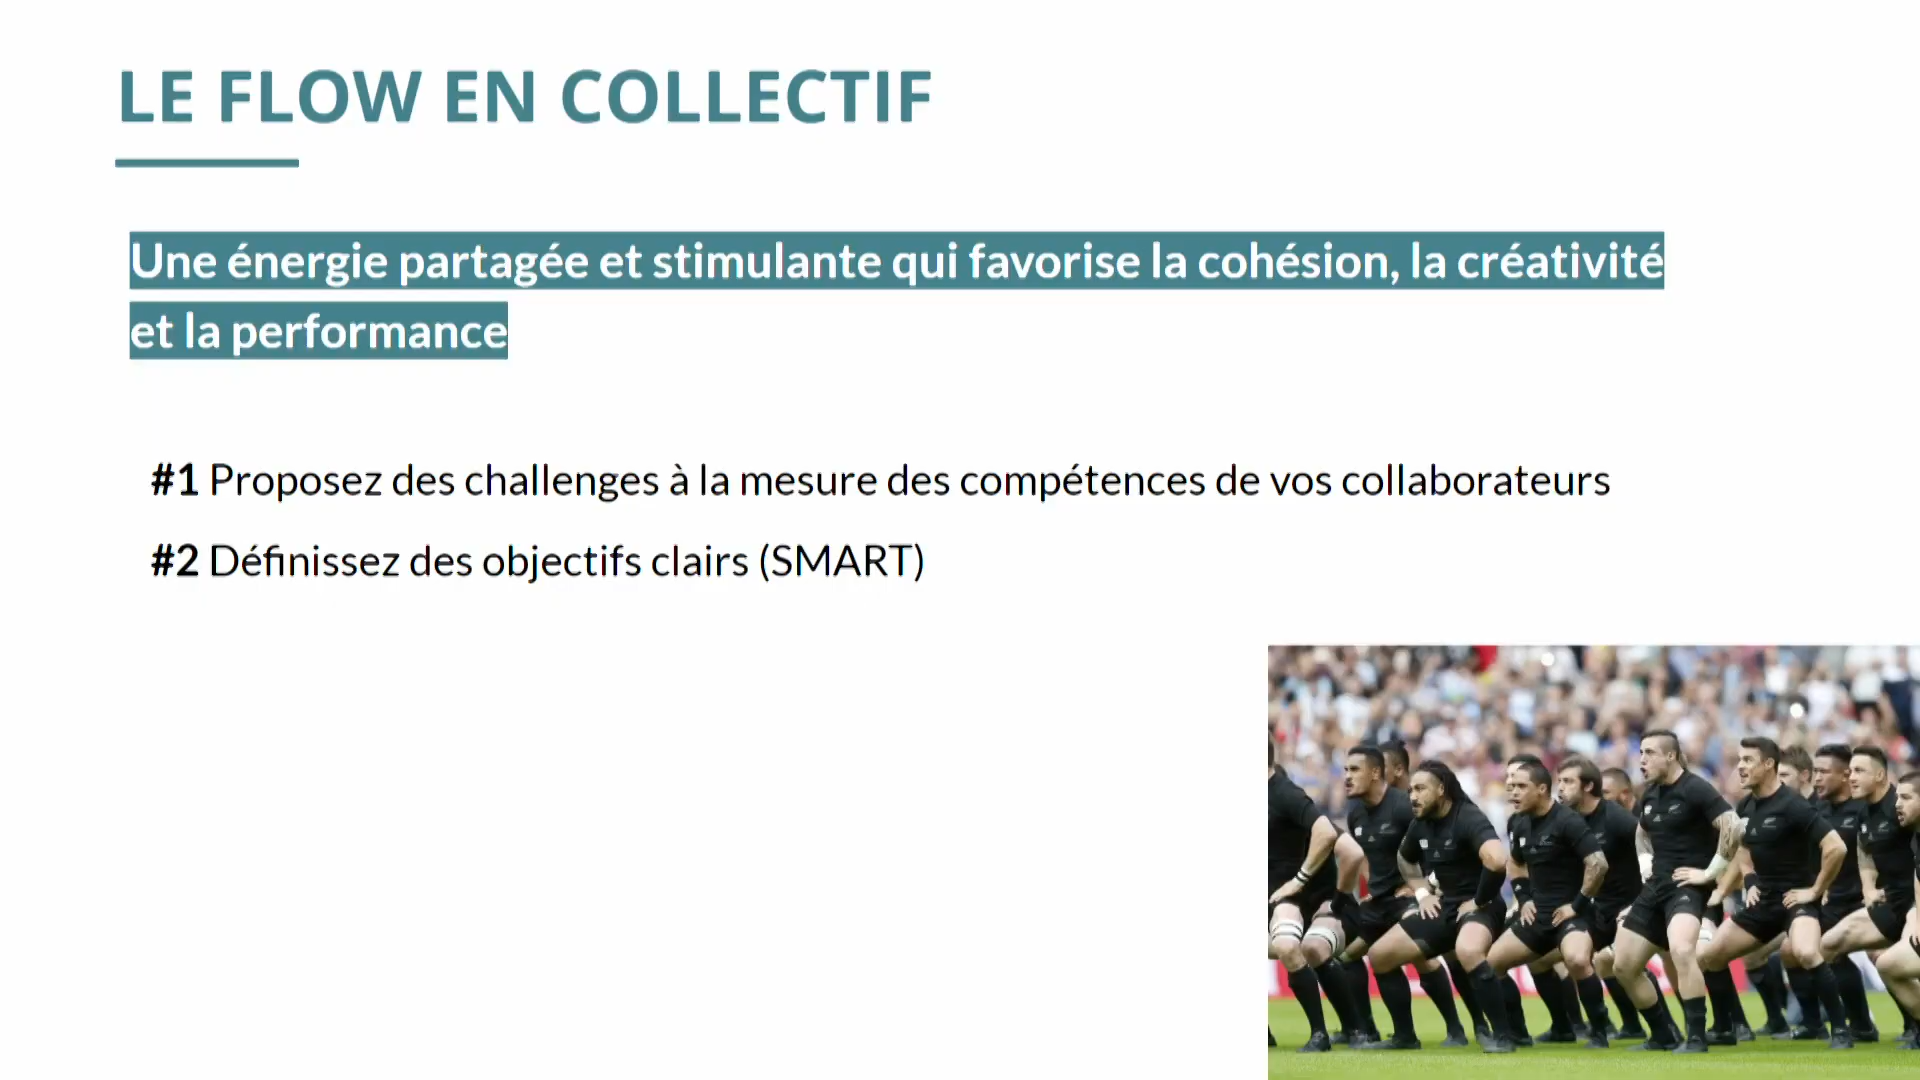 LE FLOW EN COLLECTIF
Une énergie partagée et stimulante qui favorise la cohésion, la créativité
et la performance
#1 Proposez des challenges à la mesure des compétences de vos collaborateurs
#2 Définissez des objectifs clairs (SMART)